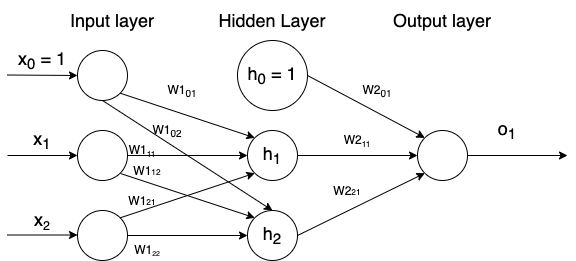 Input layer
Hidden Layer
Output layer
x₀ = 1
h₀ = 1
W1₀₁
W2₀₁
W1₀₂
x₁
W1₁₁
h₁
W2₁₁
o₁
W1₁₂
W1₂₁
W2₂₁
x₂
h₂
W1₂₂